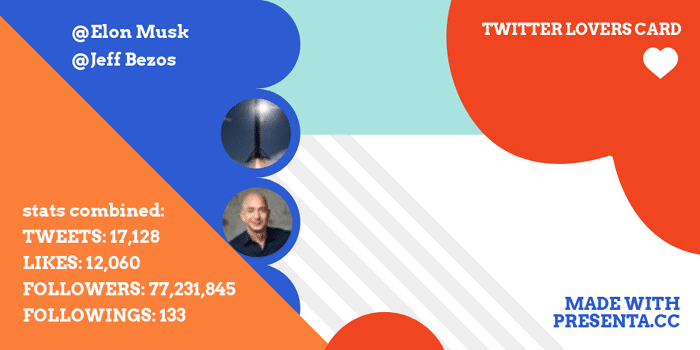 @Elon Musk
@Jeff Bezos
TWITTER LOVERS CARD
stats combined:
TWEETS: 17,128
LIKES: 12,060
FOLLOWERS: 77,231,845
FOLLOWINGS: 133
MADE WITH
PRESENTA.CC